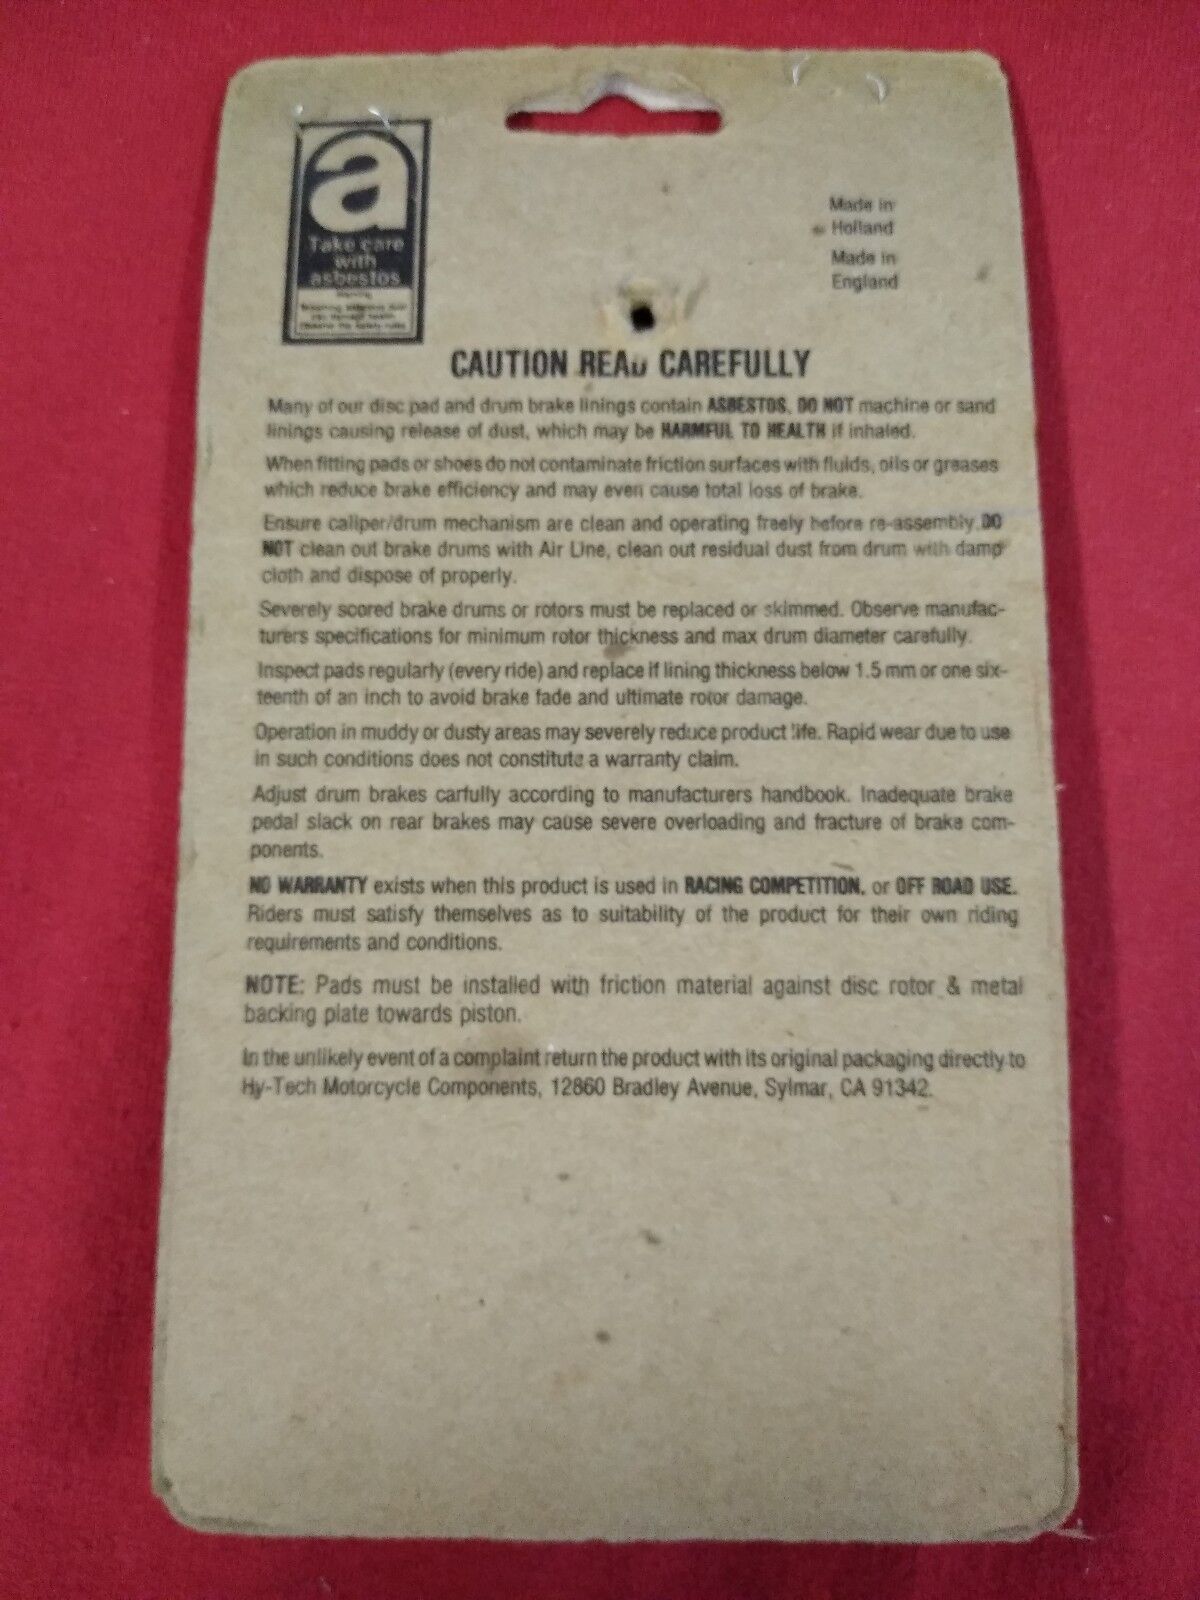 a
Take care
with
asbestos
Made in
Holland
Made in
England
CAUTION READ CAREFULLY
Many of our disc pad and drum brake linings contain ASBESTOS. DO NOT machine or sand
linings causing release of dust, which may be HARMFUL TO HEALTH if inhaled.
When fitting pads or shoes do not contaminate friction surfaces with fluids, oils or greases
which reduce brake efficiency and may even cause total loss of brake.
Ensure caliper/drum mechanism are clean and operating freely before re-assembly. DO
NOT clean out brake drums with Air Line, clean out residual dust from drum with damp
cloth and dispose of properly.
Severely scored brake drums or rotors must be replaced or skimmed. Observe manufac-
turers specifications for minimum rotor thickness and max drum diameter carefully.
Inspect pads regularly (every ride) and replace if lining thickness below 1.5 mm or one six-
teenth of an inch to avoid brake fade and ultimate rotor damage.
Operation in muddy or dusty areas may severely reduce product life. Rapid wear due to use
in such conditions does not constitute a warranty claim.
Adjust drum brakes carfully according to manufacturers handbook. Inadequate brake
pedal slack on rear brakes may cause severe overloading and fracture of brake com-
ponents.
NO WARRANTY exists when this product is used in RACING COMPETITION, or OFF ROAD USE.
Riders must satisfy themselves as to suitability of the product for their own riding
requirements and conditions.
NOTE: Pads must be installed with friction material against disc rotor & metal
backing plate towards piston.
In the unlikely event of a complaint return the product with its original packaging directly to
Hy-Tech Motorcycle Components, 12860 Bradley Avenue, Sylmar, CA 91342.